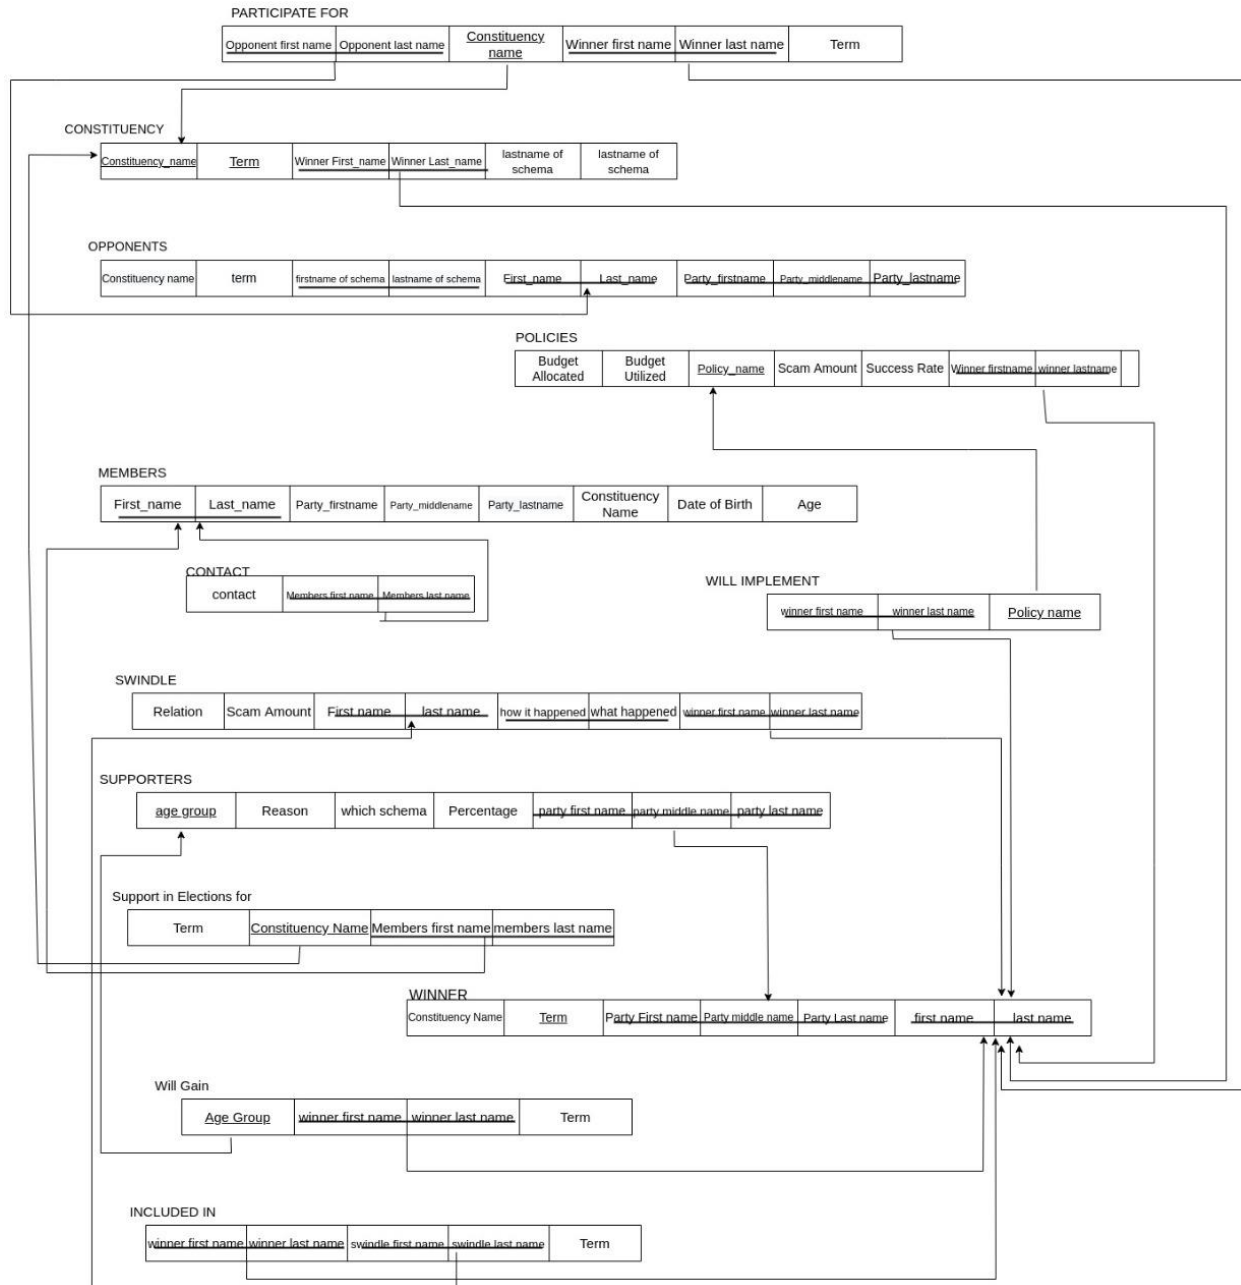 PARTICIPATE FOR
Opponent first name Opponent last name Constituency name Winner first name Winner last name Term
CONSTITUENCY
Constituency_name Term Winner First_name Winner Last_name lastname of schema lastname of schema
OPPONENTS
Constituency name term firstname of schema lastname of schema First_name Last_name Party_firstname Party_middlename Party_lastname
POLICIES
Budget Allocated Budget Utilized Policy_name Scam Amount Success Rate Winner firstname winner lastname
MEMBERS
First_name Last_name Party_firstname Party_middlename Party_lastname Constituency Name Date of Birth Age
CONTACT
contact Members first name Members last name
WILL IMPLEMENT
winner first name winner last name Policy name
SWINDLE
Relation Scam Amount First name last name how it happened what happened winner first name winner last name
SUPPORTERS
age group Reason which schema Percentage party first name party middle name party last name
Support in Elections for
Term Constituency Name Members first name members last name
WINNER
Constituency Name Term Party First name Party middle name Party Last name first name last name
Will Gain
Age Group winner first name winner last name Term
INCLUDED IN
winner first name winner last name swindle first name swindle last name Term